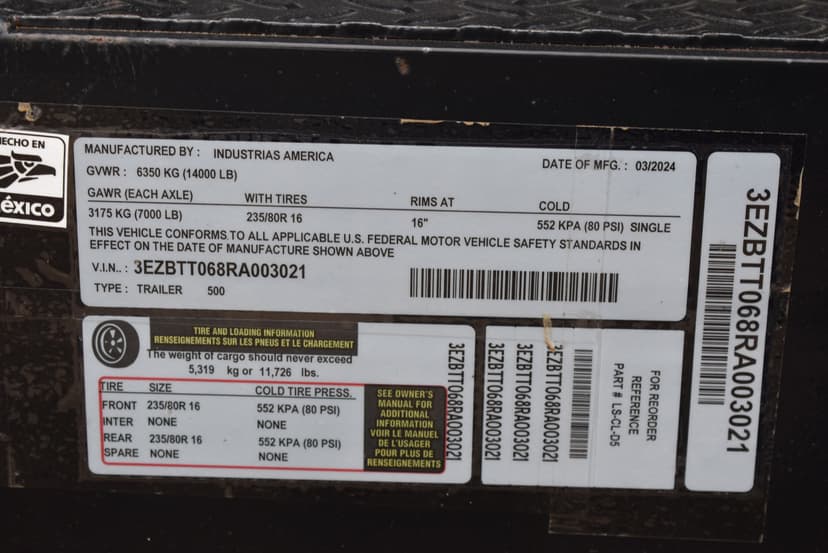 HECHO EN
éxico
MANUFACTURED BY : INDUSTRIAS AMERICA
DATE OF MFG. : 03/2024
GVWR : 6350 KG (14000 LB)
GAWR (EACH AXLE) WITH TIRES RIMS AT COLD
3175 KG (7000 LB) 235/80R 16 16" 552 KPA (80 PSI) SINGLE
THIS VEHICLE CONFORMS TO ALL APPLICABLE U.S. FEDERAL MOTOR VEHICLE SAFETY STANDARDS IN
EFFECT ON THE DATE OF MANUFACTURE SHOWN ABOVE
V.I.N.. : 3EZBTT068RA003021
TYPE : TRAILER 500
3EZBTT068RA003021
TIRE AND LOADING INFORMATION
RENSEIGNEMENTS SUR LES PNEUS ET LE CHARGEMENT
The weight of cargo should never exceed
5,319 kg or 11,726 lbs.
TIRE SIZE COLD TIRE PRESS.
FRONT 235/80R 16 552 KPA (80 PSI)
INTER NONE NONE
REAR 235/80R 16 552 KPA (80 PSI)
SPARE NONE NONE
SEE OWNER'S
MANUAL FOR
ADDITIONAL
INFORMATION
VOIR LE MANUEL
DE L'USAGER
POUR PLUS DE
RENSEIGNEMENTS
3EZBTT068RA003021
3EZBTT068RA003021
3EZBTT068RA003021
3EZBTT068RA003021
FOR REORDER
REFERENCE
PART # LS-CL-D5